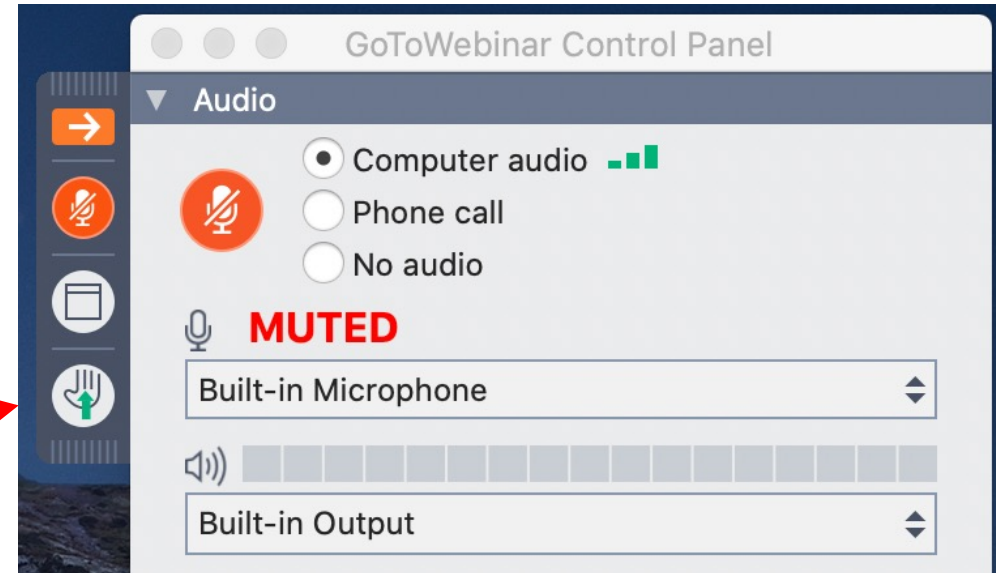 GoToWebinar Control Panel
Audio
Computer audio
Phone call
No audio
MUTED
Built-in Microphone
Built-in Output